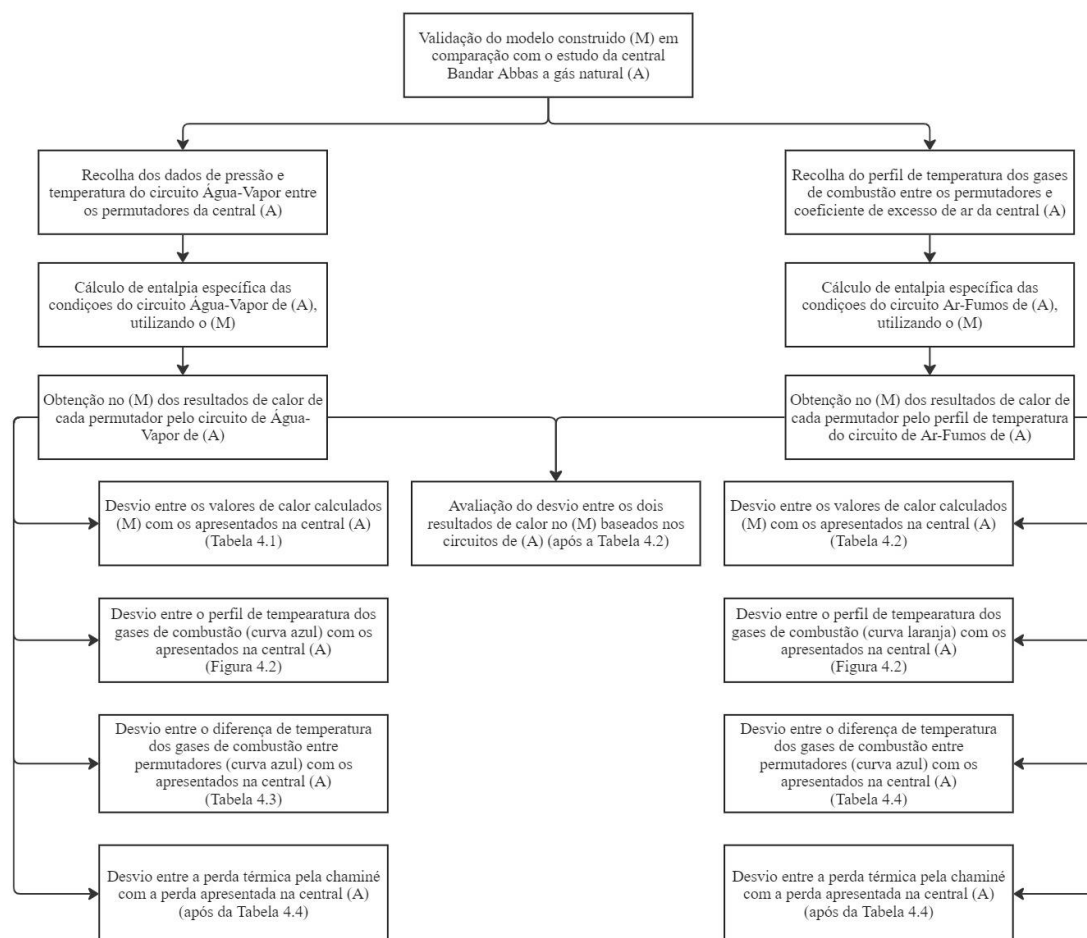 Validação do modelo construido (M) em
comparação com o estudo da central
Bandar Abbas a gás natural (A)
Recolha dos dados de pressão e
temperatura do circuito Água-Vapor entre
os permutadores da central (A)
Recolha do perfil de temperatura dos gases
de combustão entre os permutadores e
coeficiente de excesso de ar da central (A)
Cálculo de entalpia específica das
condiçoes do circuito Água-Vapor de (A),
utilizando o (M)
Cálculo de entalpia específica das
condiçoes do circuito Ar-Fumos de (A),
utilizando o (M)
Obtenção no (M) dos resultados de calor de
cada permutador pelo circuito de Água-
Vapor de (A)
Obtenção no (M) dos resultados de calor de
cada permutador pelo perfil de temperatura
do circuito de Ar-Fumos de (A)
Desvio entre os valores de calor calculados
(M) com os apresentados na central (A)
(Tabela 4.1)
Avaliação do desvio entre os dois
resultados de calor no (M) baseados nos
circuitos de (A) (após a Tabela 4.2)
Desvio entre os valores de calor calculados
(M) com os apresentados na central (A)
(Tabela 4.2)
Desvio entre o perfil de tempearatura dos
gases de combustão (curva azul) com os
apresentados na central (A)
(Figura 4.2)
Desvio entre o perfil de tempearatura dos
gases de combustão (curva laranja) com os
apresentados na central (A)
(Figura 4.2)
Desvio entre o diferença de temperatura
dos gases de combustão entre
permutadores (curva azul) com os
apresentados na central (A)
(Tabela 4.3)
Desvio entre o diferença de temperatura
dos gases de combustão entre
permutadores (curva azul) com os
apresentados na central (A)
(Tabela 4.4)
Desvio entre a perda térmica pela chaminé
com a perda apresentada na central (A)
(após da Tabela 4.4)
Desvio entre a perda térmica pela chaminé
com a perda apresentada na central (A)
(após da Tabela 4.4)